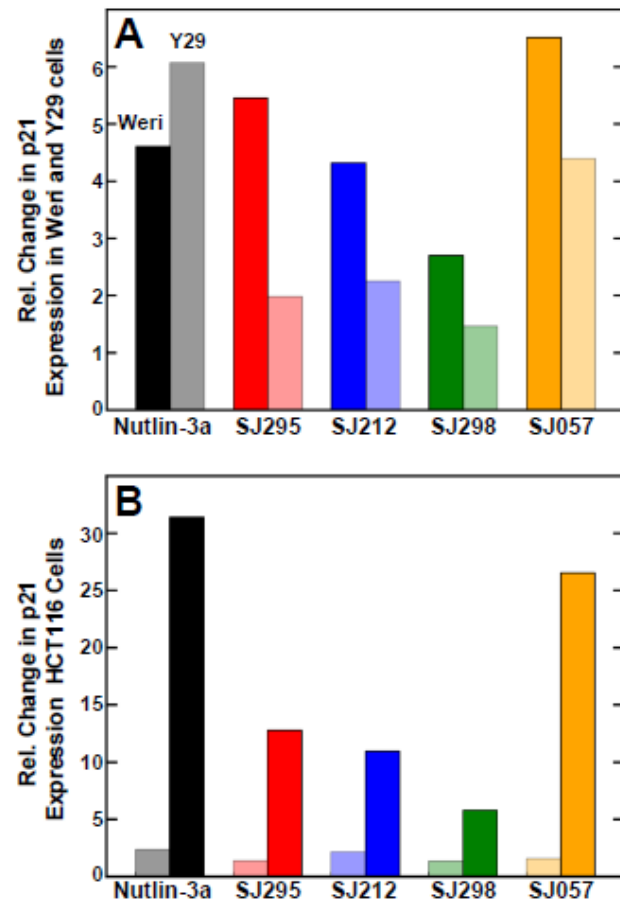 A
Y29
Weri
Rel. Change in p21
Expression in Weri and Y29 cells
6
5
4
3
2
1
0
Nutlin-3a SJ295 SJ212 SJ298 SJ057
B
Rel. Change in p21
Expression HCT116 Cells
30
25
20
15
10
5
0
Nutlin-3a SJ295 SJ212 SJ298 SJ057